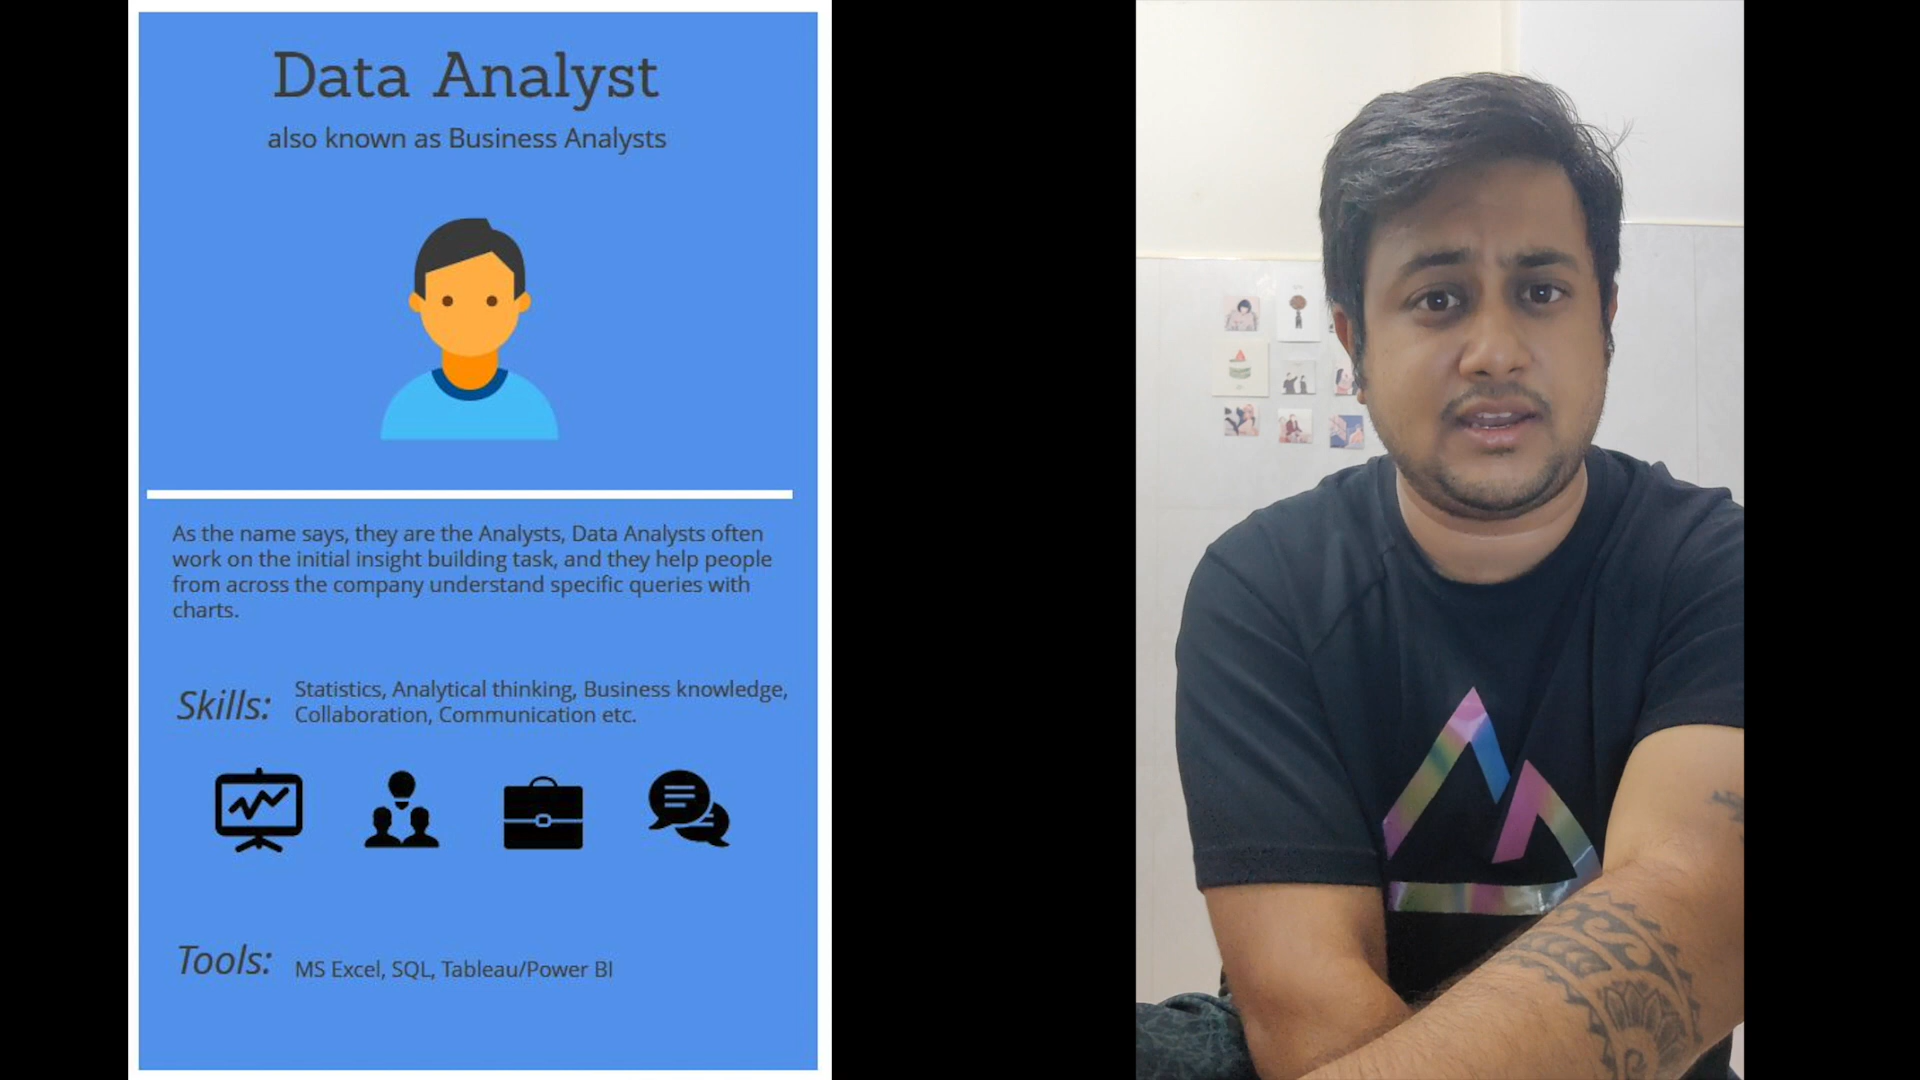 Data Analyst
also known as Business Analysts
As the name says, they are the Analysts, Data Analysts often
work on the initial insight building task, and they help people
from across the company understand specific queries with
charts.
Skills:
Statistics, Analytical thinking, Business knowledge,
Collaboration, Communication etc.
Tools:
MS Excel, SQL, Tableau/Power BI